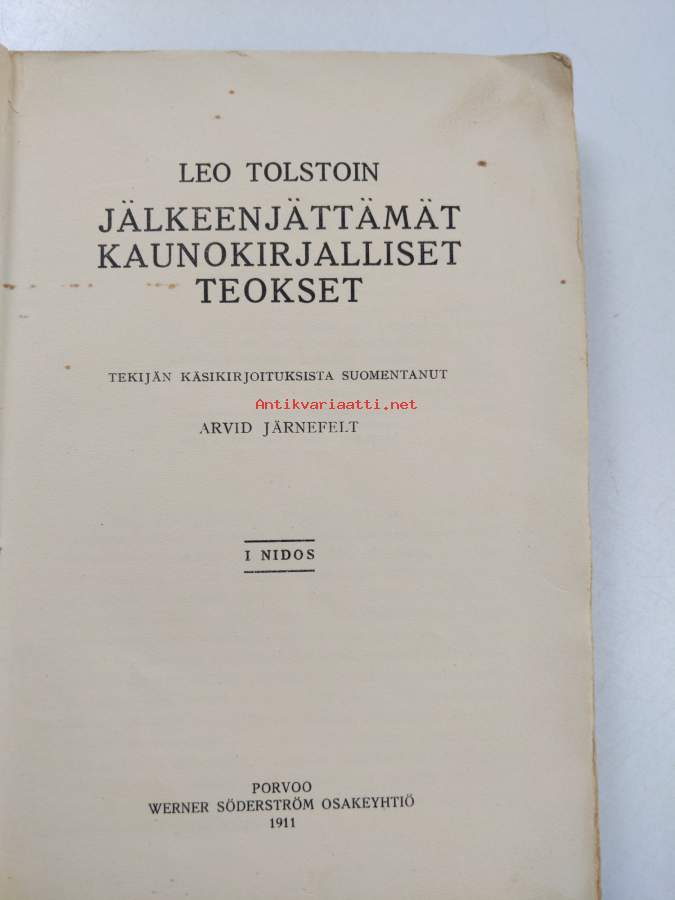 LEO TOLSTOIN
JÄLKEENJÄTTÄMÄT
KAUNOKIRJALLISET
TEOKSET
TEKIJÄN KÄSIKIRJOITUKSISTA SUOMENTANUT
Antikvariaatti.net
ARVID JÄRNEFELT
I NIDOS
PORVOO
WERNER SÖDERSTRÖM OSAKEYHTIÖ
1911